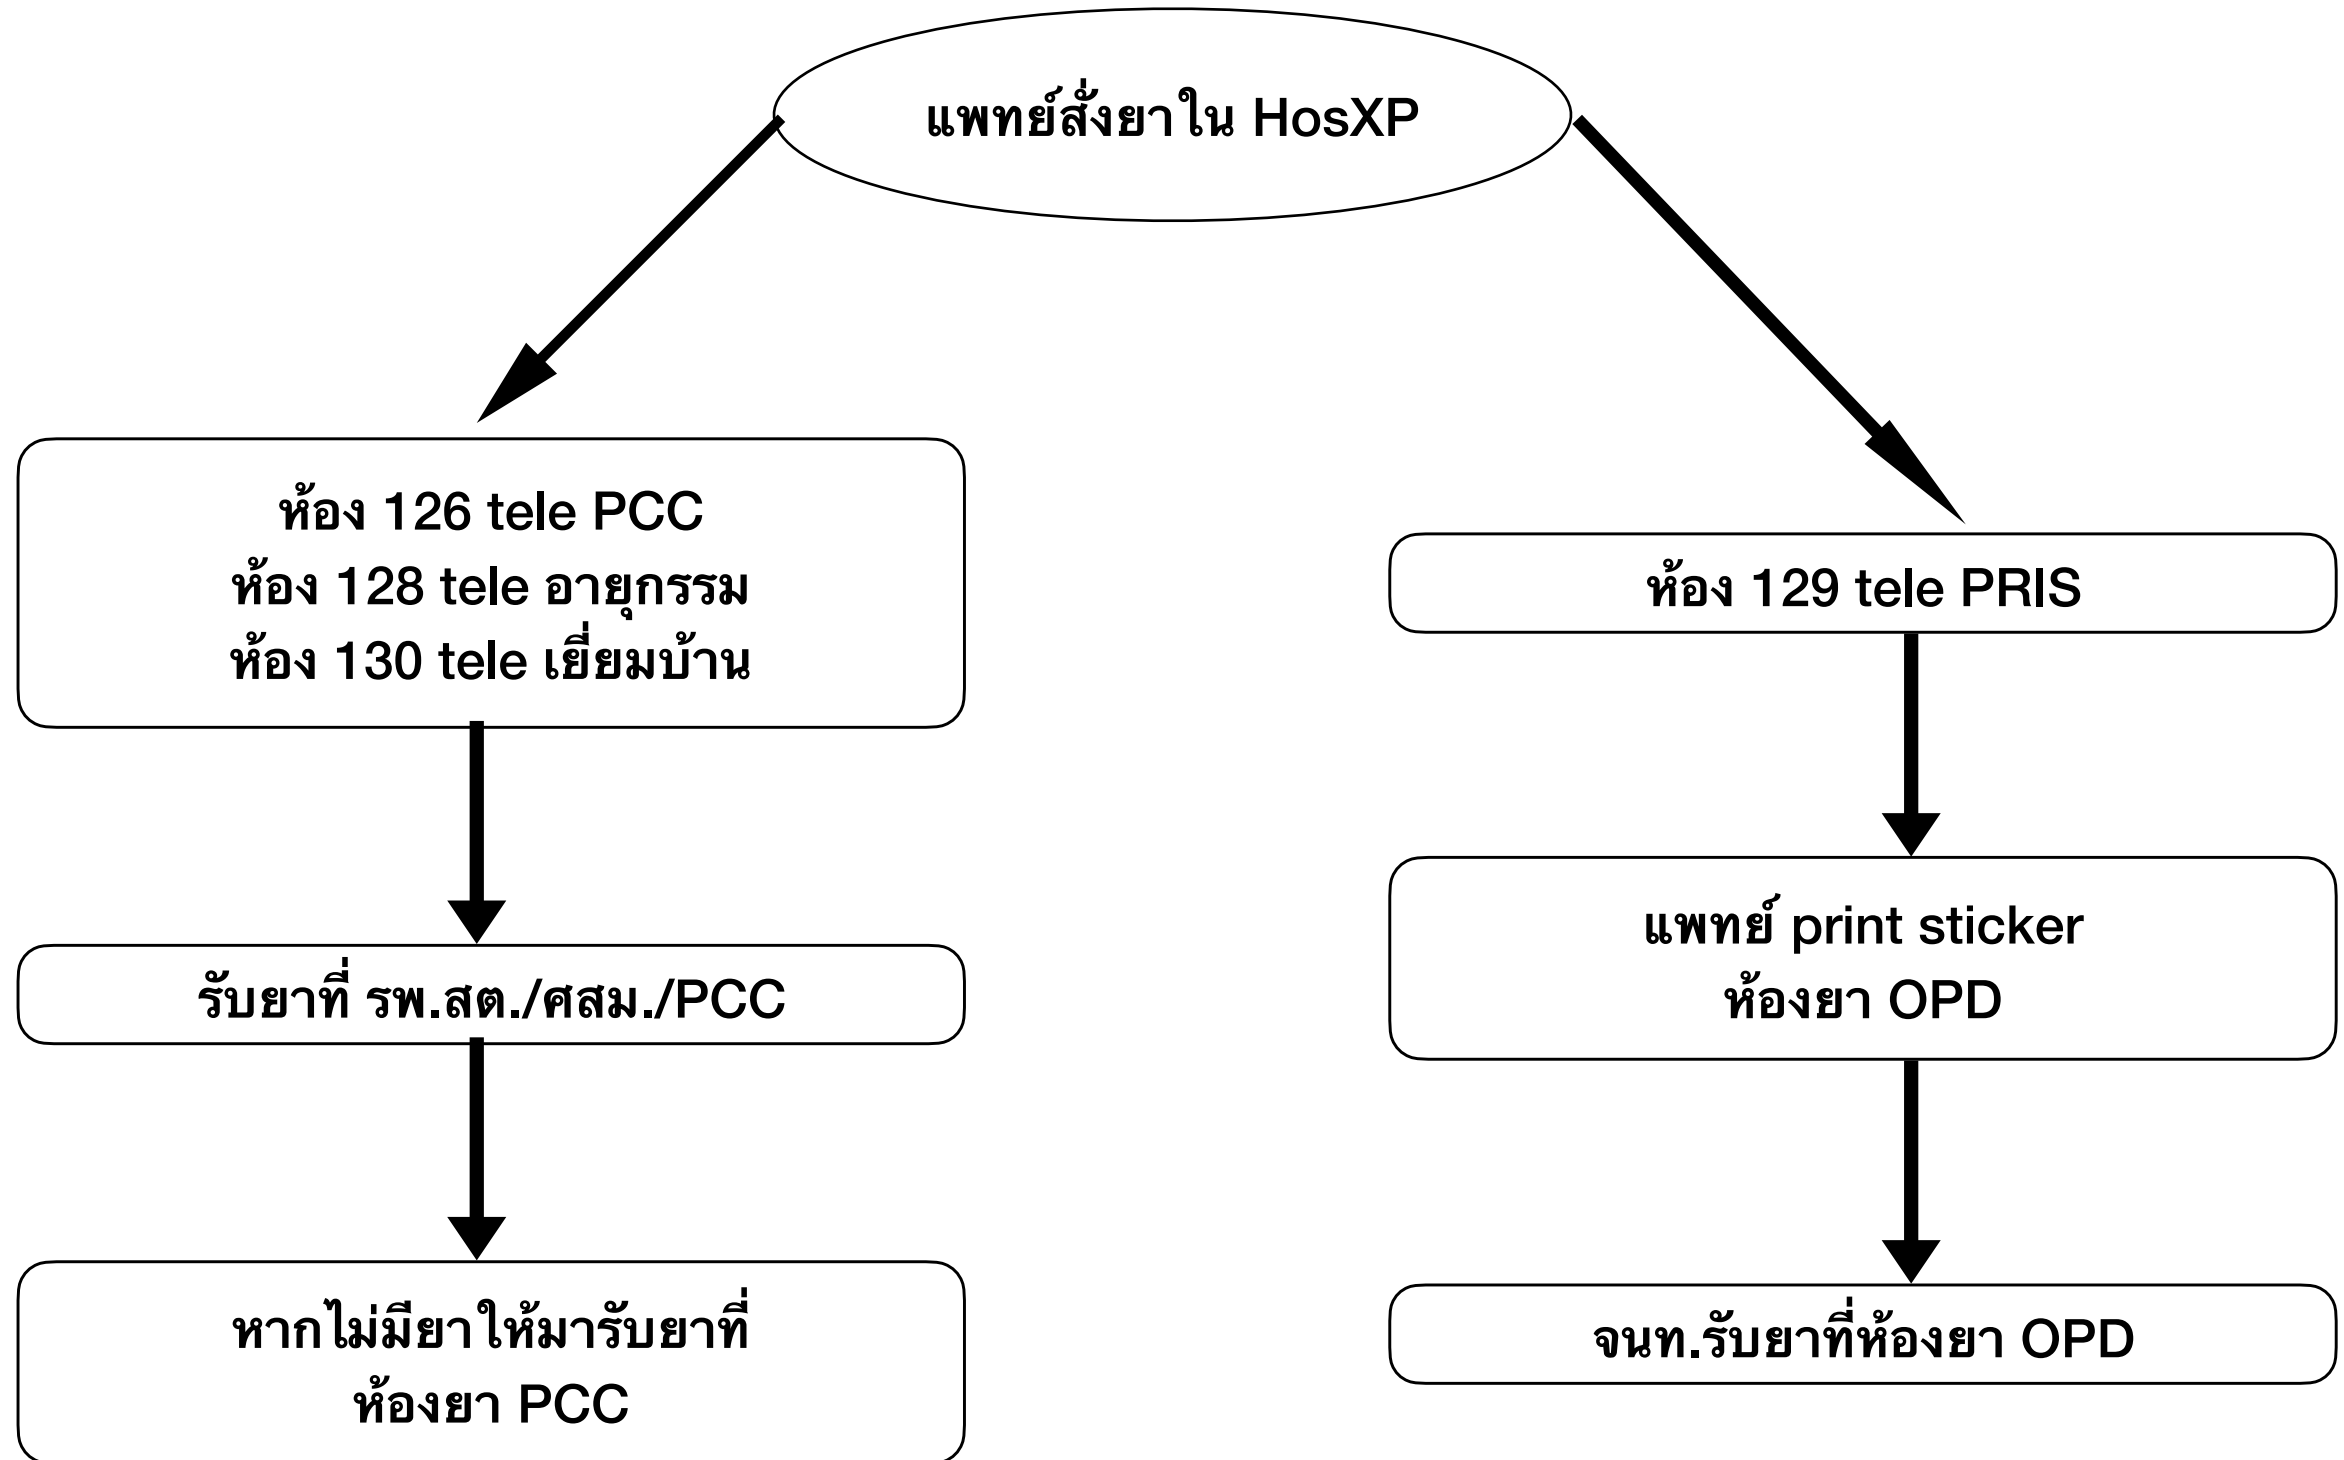 แพทย์สั่งยาใน HosXP
ห้อง 126 tele PCC
ห้อง 128 tele อายุกรรม
ห้อง 130 tele เยี่ยมบ้าน
รับยาที่ รพ.สต./ศสม./PCC
หากไม่มียาให้มารับยาที่
ห้องยา PCC
ห้อง 129 tele PRIS
แพทย์ print sticker
ห้องยา OPD
จนท.รับยาที่ห้องยา OPD